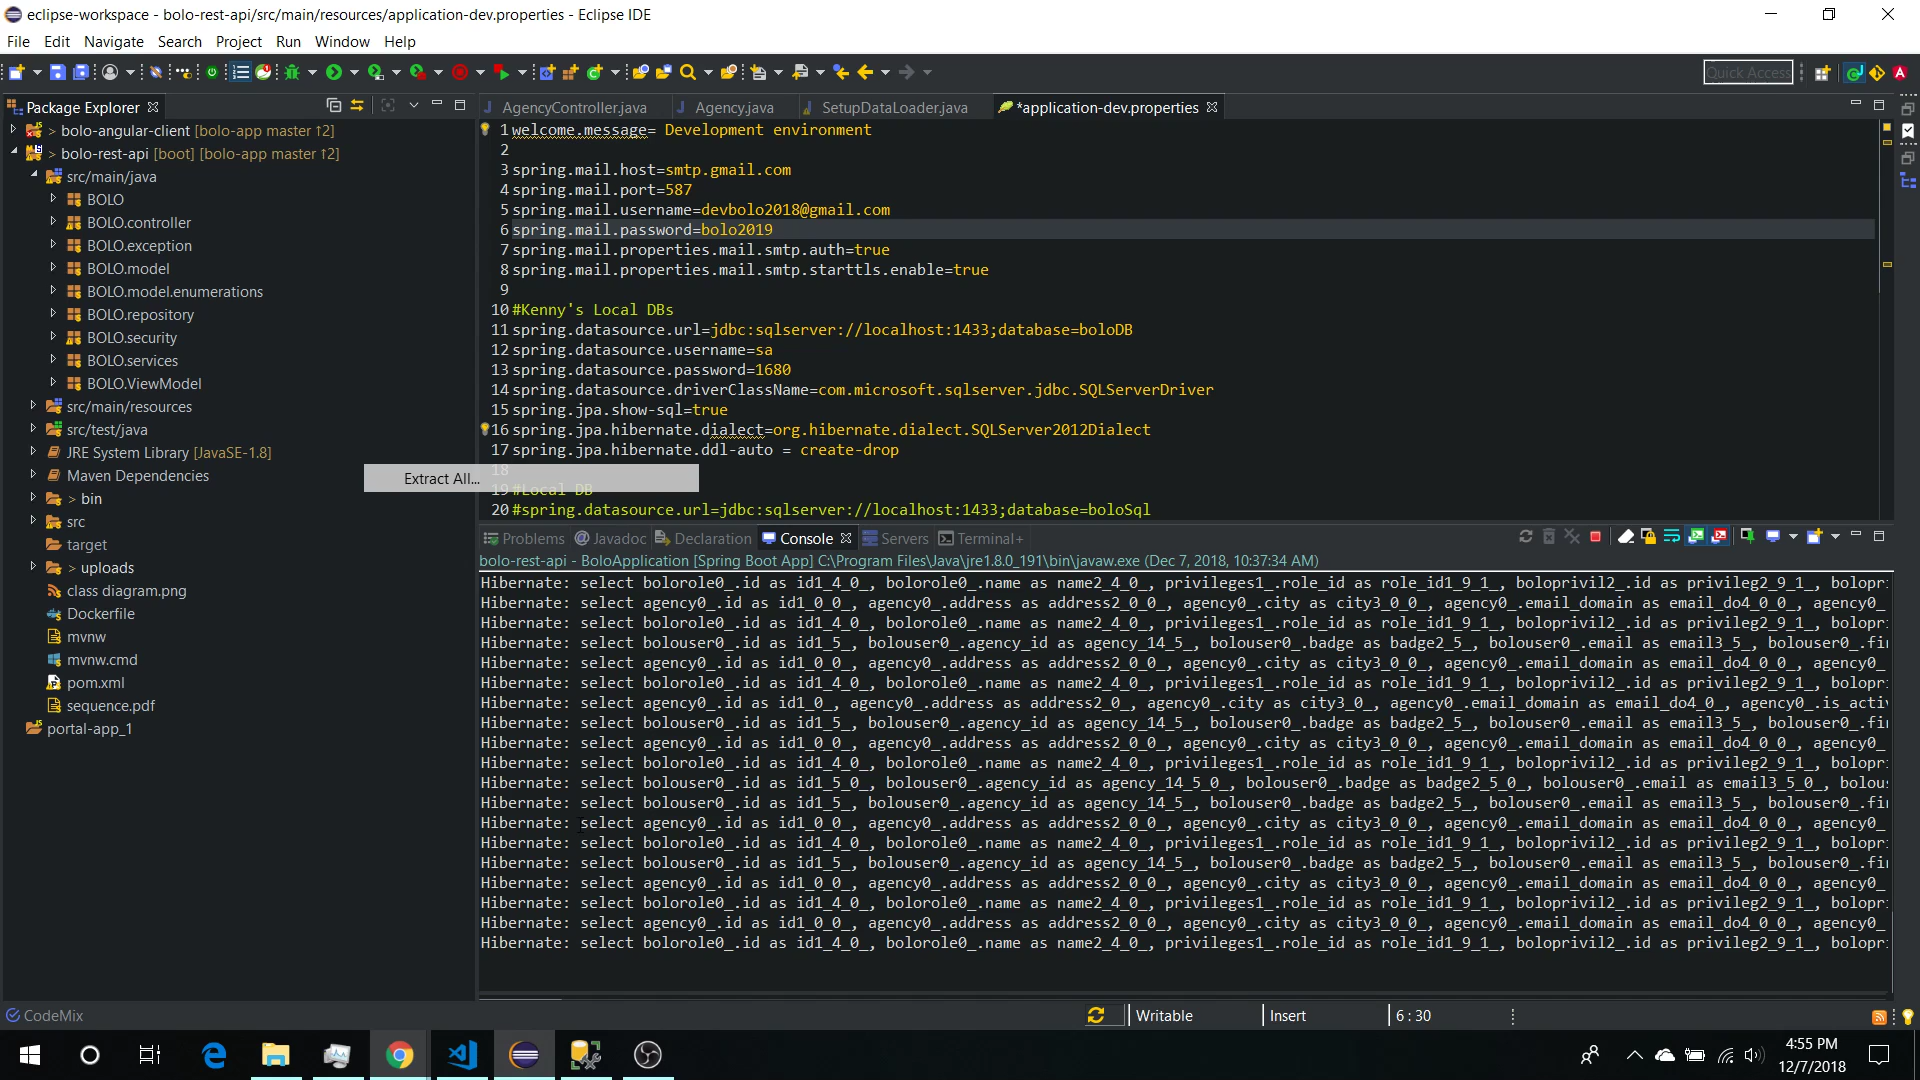 eclipse-workspace - bolo-rest-api/src/main/resources/application-dev.properties - Eclipse IDE
File Edit Navigate Search Project Run Window Help
Quick Access
Package Explorer
AgencyController.java Agency.java SetupDataLoader.java *application-dev.properties
> bolo-angular-client [bolo-app master ↑2]
> bolo-rest-api [boot] [bolo-app master ↑2]
src/main/java
BOLO
BOLO.controller
BOLO.exception
BOLO.model
BOLO.model.enumerations
BOLO.repository
BOLO.security
BOLO.services
BOLO.ViewModel
src/main/resources
src/test/java
JRE System Library [JavaSE-1.8]
Maven Dependencies
> bin
src
target
> uploads
class diagram.png
Dockerfile
mvnw
mvnw.cmd
pom.xml
sequence.pdf
portal-app_1
Extract All...
1 welcome.message= Development environment
2
3 spring.mail.host=smtp.gmail.com
4 spring.mail.port=587
5 spring.mail.username=devbolo2018@gmail.com
6 spring.mail.password=bolo2019
7 spring.mail.properties.mail.smtp.auth=true
8 spring.mail.properties.mail.smtp.starttls.enable=true
9
10 #Kenny's Local DBs
11 spring.datasource.url=jdbc:sqlserver://localhost:1433;database=boloDB
12 spring.datasource.username=sa
13 spring.datasource.password=1680
14 spring.datasource.driverClassName=com.microsoft.sqlserver.jdbc.SQLServerDriver
15 spring.jpa.show-sql=true
16 spring.jpa.hibernate.dialect=org.hibernate.dialect.SQLServer2012Dialect
17 spring.jpa.hibernate.ddl-auto = create-drop
18
19 #Local DB
20 #spring.datasource.url=jdbc:sqlserver://localhost:1433;database=boloSql
Problems @ Javadoc Declaration Console Servers Terminal+
bolo-rest-api - BoloApplication [Spring Boot App] C:\Program Files\Java\jre1.8.0_191\bin\javaw.exe (Dec 7, 2018, 10:37:34 AM)
Hibernate: select bolorole0_.id as id1_4_0_, bolorole0_.name as name2_4_0_, privileges1_.role_id as role_id1_9_1_, boloprivil2_.id as privileg2_9_1_, bolopr
Hibernate: select agency0_.id as id1_0_0_, agency0_.address as address2_0_0_, agency0_.city as city3_0_0_, agency0_.email_domain as email_do4_0_0_, agency0_
Hibernate: select bolorole0_.id as id1_4_0_, bolorole0_.name as name2_4_0_, privileges1_.role_id as role_id1_9_1_, boloprivil2_.id as privileg2_9_1_, bolopr
Hibernate: select bolouser0_.id as id1_5_, bolouser0_.agency_id as agency_14_5_, bolouser0_.badge as badge2_5_, bolouser0_.email as email3_5_, bolouser0_.fi
Hibernate: select agency0_.id as id1_0_0_, agency0_.address as address2_0_0_, agency0_.city as city3_0_0_, agency0_.email_domain as email_do4_0_0_, agency0_
Hibernate: select bolorole0_.id as id1_4_0_, bolorole0_.name as name2_4_0_, privileges1_.role_id as role_id1_9_1_, boloprivil2_.id as privileg2_9_1_, bolopr
Hibernate: select agency0_.id as id1_0_, agency0_.address as address2_0_, agency0_.city as city3_0_, agency0_.email_domain as email_do4_0_, agency0_.is_acti
Hibernate: select bolouser0_.id as id1_5_, bolouser0_.agency_id as agency_14_5_, bolouser0_.badge as badge2_5_, bolouser0_.email as email3_5_, bolouser0_.fi
Hibernate: select agency0_.id as id1_0_0_, agency0_.address as address2_0_0_, agency0_.city as city3_0_0_, agency0_.email_domain as email_do4_0_0_, agency0_
Hibernate: select bolorole0_.id as id1_4_0_, bolorole0_.name as name2_4_0_, privileges1_.role_id as role_id1_9_1_, boloprivil2_.id as privileg2_9_1_, bolopr
Hibernate: select bolouser0_.id as id1_5_0_, bolouser0_.agency_id as agency_14_5_0_, bolouser0_.badge as badge2_5_0_, bolouser0_.email as email3_5_0_, bolou
Hibernate: select bolouser0_.id as id1_5_, bolouser0_.agency_id as agency_14_5_, bolouser0_.badge as badge2_5_, bolouser0_.email as email3_5_, bolouser0_.fi
Hibernate: select agency0_.id as id1_0_0_, agency0_.address as address2_0_0_, agency0_.city as city3_0_0_, agency0_.email_domain as email_do4_0_0_, agency0_
Hibernate: select bolorole0_.id as id1_4_0_, bolorole0_.name as name2_4_0_, privileges1_.role_id as role_id1_9_1_, boloprivil2_.id as privileg2_9_1_, bolopr
Hibernate: select bolouser0_.id as id1_5_, bolouser0_.agency_id as agency_14_5_, bolouser0_.badge as badge2_5_, bolouser0_.email as email3_5_, bolouser0_.fi
Hibernate: select agency0_.id as id1_0_0_, agency0_.address as address2_0_0_, agency0_.city as city3_0_0_, agency0_.email_domain as email_do4_0_0_, agency0_
Hibernate: select bolorole0_.id as id1_4_0_, bolorole0_.name as name2_4_0_, privileges1_.role_id as role_id1_9_1_, boloprivil2_.id as privileg2_9_1_, bolopr
Hibernate: select agency0_.id as id1_0_0_, agency0_.address as address2_0_0_, agency0_.city as city3_0_0_, agency0_.email_domain as email_do4_0_0_, agency0_
Hibernate: select bolorole0_.id as id1_4_0_, bolorole0_.name as name2_4_0_, privileges1_.role_id as role_id1_9_1_, boloprivil2_.id as privileg2_9_1_, bolopr
CodeMix
Writable Insert 6 : 30
4:55 PM
12/7/2018